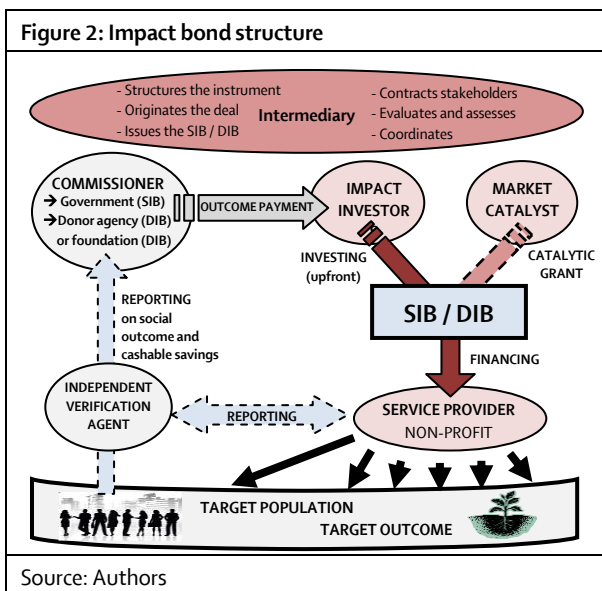 Figure 2: Impact bond structure
- Structures the instrument
- Originates the deal
- Issues the SIB / DIB
Intermediary
- Contracts stakeholders
- Evaluates and assesses
- Coordinates
COMMISSIONER
→ Government (SIB)
→ Donor agency (DIB)
or foundation (DIB)
OUTCOME PAYMENT
IMPACT
INVESTOR
MARKET
CATALYST
INVESTING
(upfront)
CATALYTIC
GRANT
SIB / DIB
REPORTING
on social
outcome and
cashable savings
FINANCING
INDEPENDENT
VERIFICATION
AGENT
REPORTING
SERVICE PROVIDER
NON-PROFIT
TARGET POPULATION
TARGET OUTCOME
Source: Authors